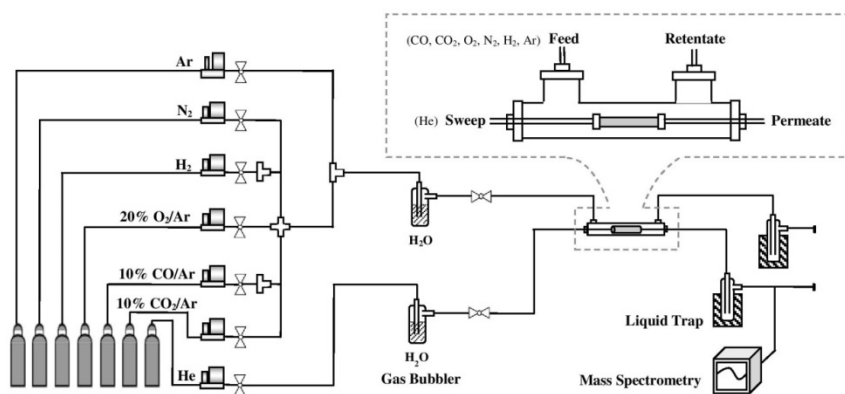 (CO, CO₂, O₂, N₂, H₂, Ar) Feed Retentate
(He) Sweep Permeate
Ar
N₂
H₂
20% O₂/Ar
10% CO/Ar
10% CO₂/Ar
He
H₂O
H₂O
Gas Bubbler
Liquid Trap
Mass Spectrometry